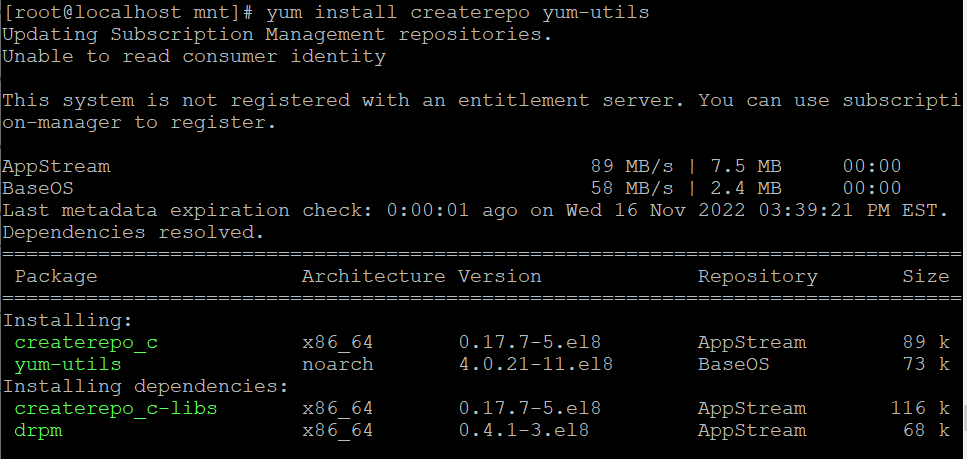 [root@localhost mnt]# yum install createrepo yum-utils
Updating Subscription Management repositories.
Unable to read consumer identity
This system is not registered with an entitlement server. You can use subscripti
on-manager to register.
AppStream 89 MB/s | 7.5 MB 00:00
BaseOS 58 MB/s | 2.4 MB 00:00
Last metadata expiration check: 0:00:01 ago on Wed 16 Nov 2022 03:39:21 PM EST.
Dependencies resolved.
================================================================================
Package Architecture Version Repository Size
================================================================================
Installing:
createrepo_c x86_64 0.17.7-5.el8 AppStream 89 k
yum-utils noarch 4.0.21-11.el8 BaseOS 73 k
Installing dependencies:
createrepo_c-libs x86_64 0.17.7-5.el8 AppStream 116 k
drpm x86_64 0.4.1-3.el8 AppStream 68 k